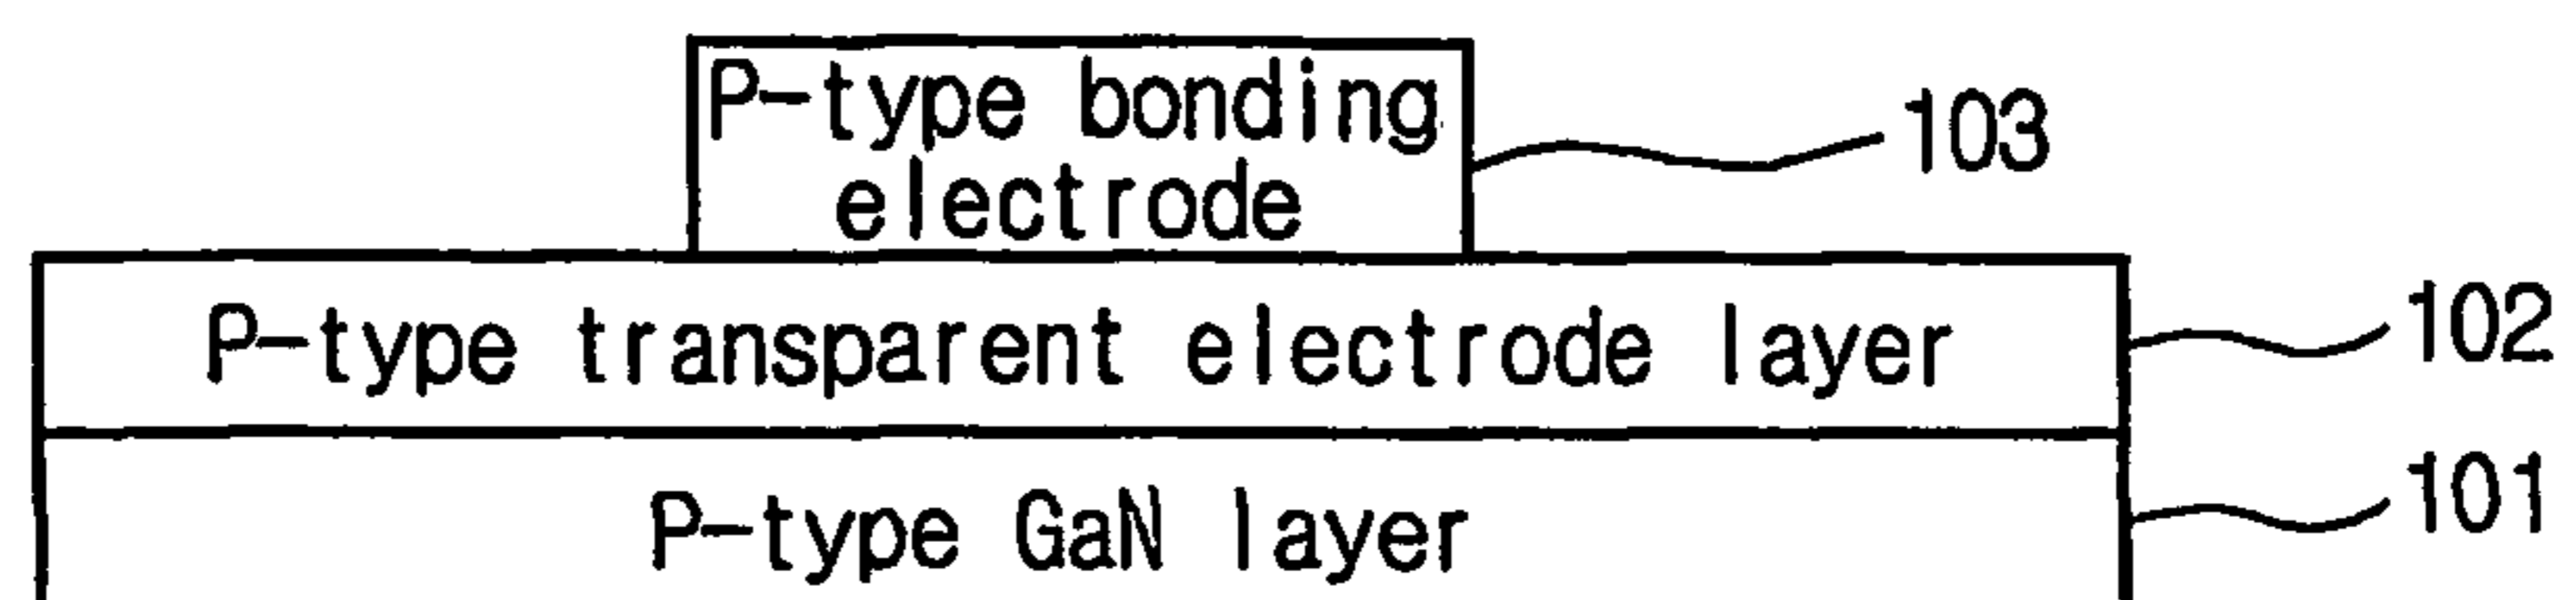 P-type bonding
electrode
103
P-type transparent electrode layer
102
P-type GaN layer
101